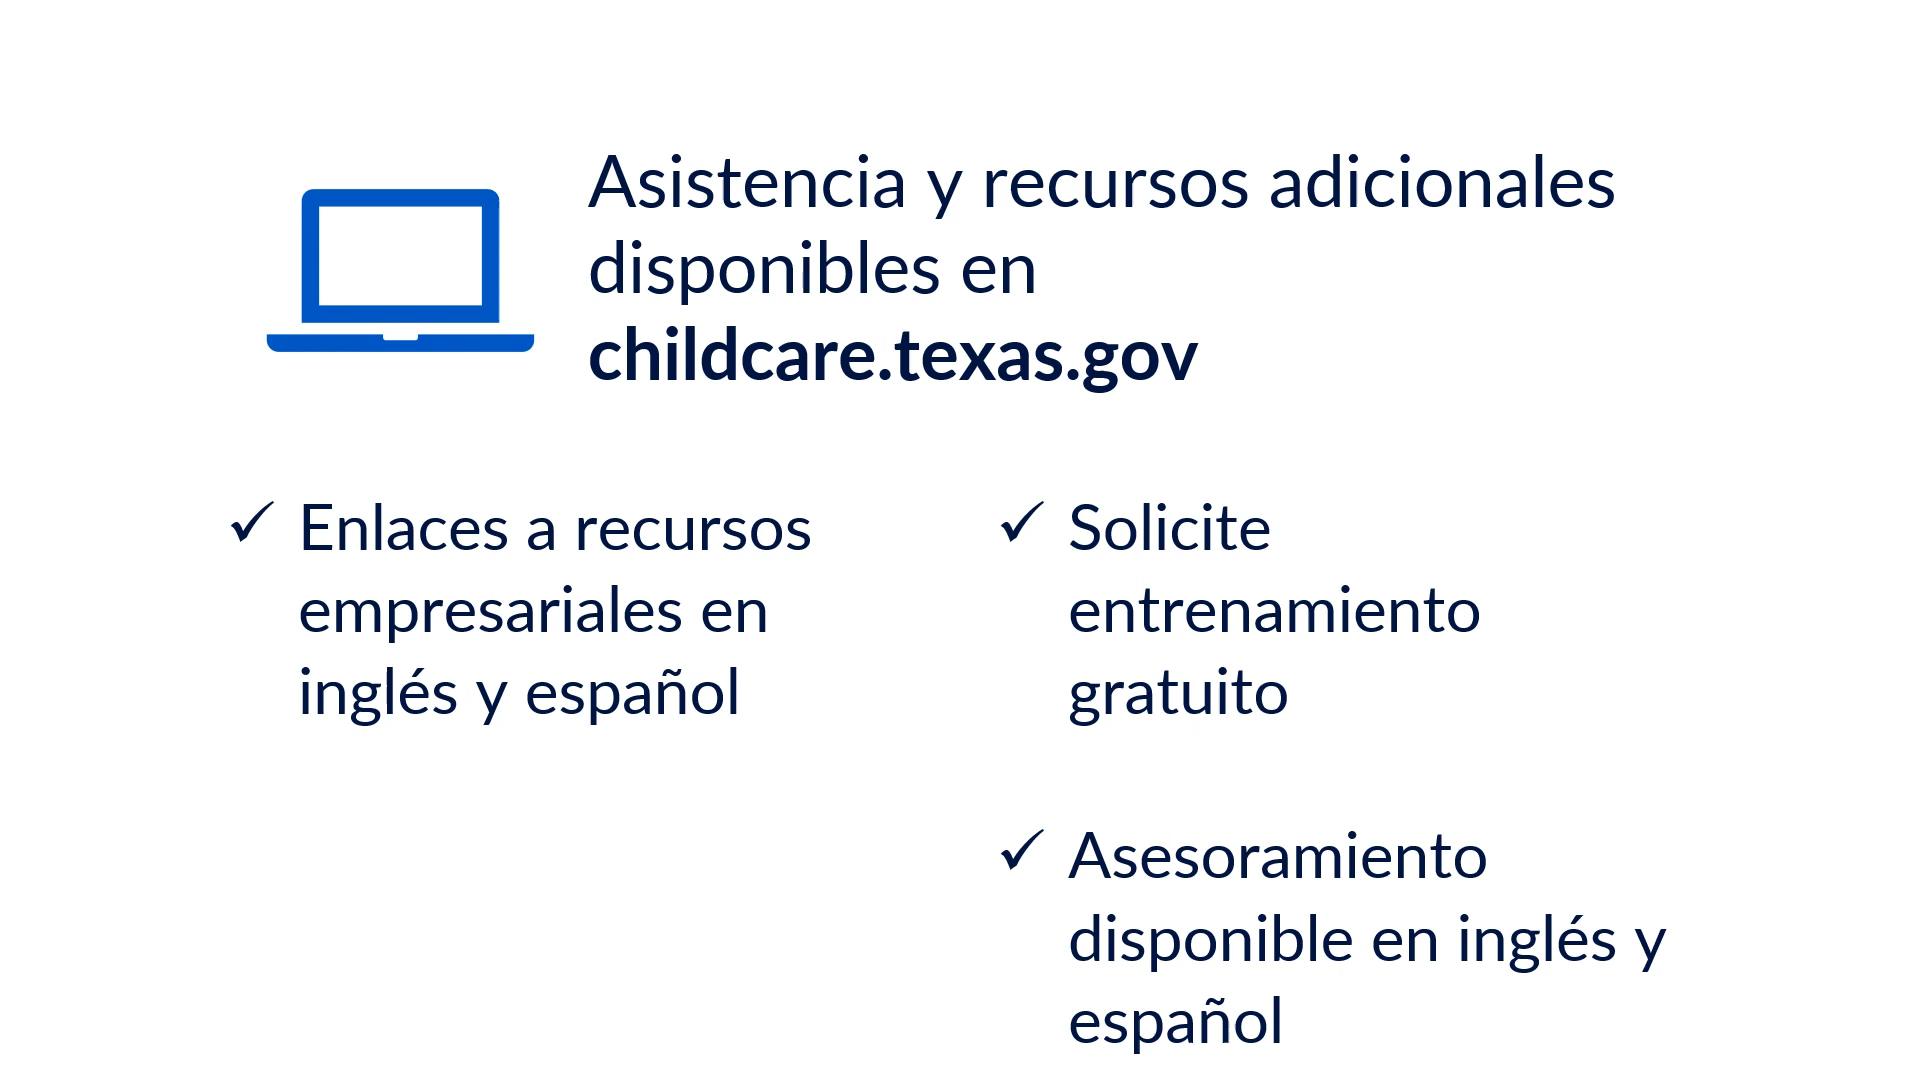 Asistencia y recursos adicionales
disponibles en
childcare.texas.gov
✓ Enlaces a recursos
empresariales en
inglés y español
✓ Solicite
entrenamiento
gratuito
✓ Asesoramiento
disponible en inglés y
español